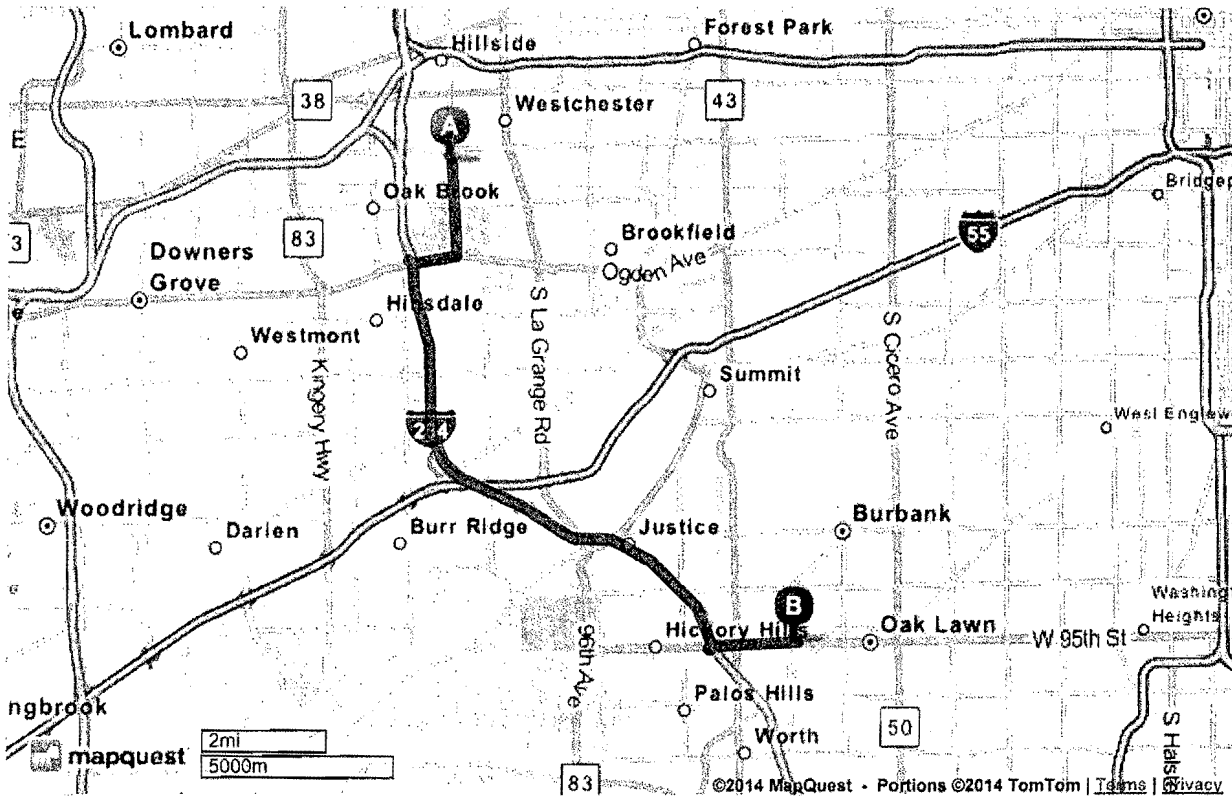 Lombard
Hillside
Forest Park
38
Westchester
43
A
E
Oak Brook
Bridgep
3
83
Downers
Grove
Brookfield
Ogden Ave
55
Hinsdale
Westmont
S La Grange Rd
S Cicero Ave
Kingery Hwy
Summit
West Englew
294
Woodridge
Darien
Burr Ridge
Justice
Burbank
B
Washing
Heights
Hickory Hills
Oak Lawn
W 95th St
96th Ave
Palos Hills
ngbrook
Worth
50
S Halste
mapquest
2mi
5000m
83
©2014 MapQuest - Portions ©2014 TomTom | Terms | Privacy